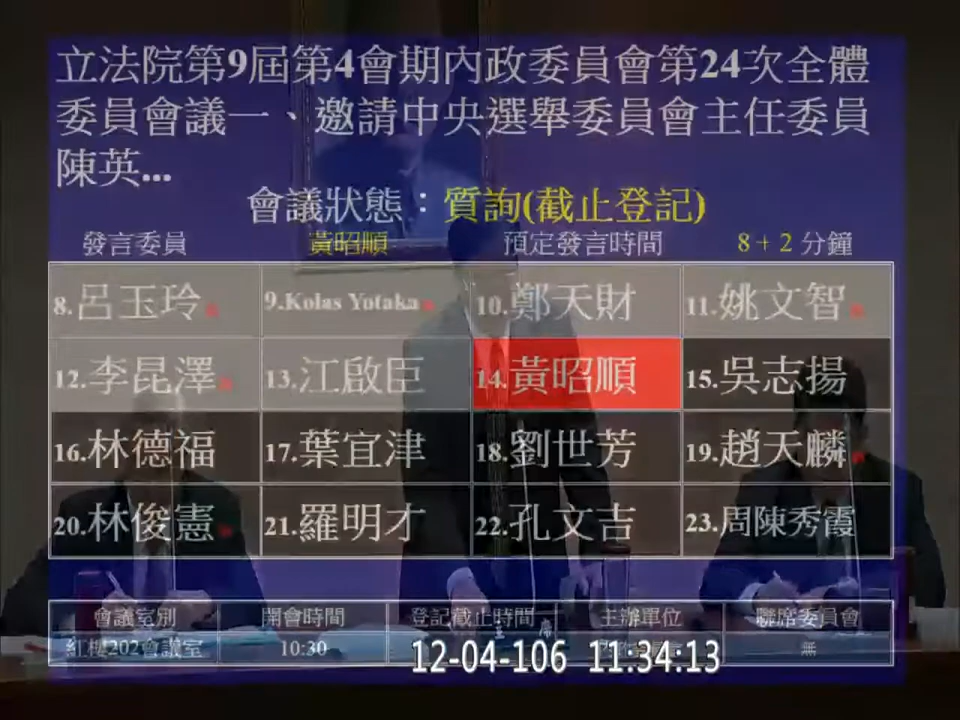 立法院第9屆第4會期內政委員會第24次全體
委員會議一、邀請中央選舉委員會主任委員
陳英...
會議狀態：質詢(截止登記)
發言委員 黃昭順 預定發言時間 8 + 2 分鐘
8.呂玉玲 9.Kolas Yotaka 10.鄭天財 11.姚文智
12.李昆澤 13.江啟臣 14.黃昭順 15.吳志揚
16.林德福 17.葉宜津 18.劉世芳 19.趙天麟
20.林俊憲 21.羅明才 22.孔文吉 23.周陳秀霞
會議室別 開會時間 登記截止時間 主辦單位 聯席委員會
紅樓202會議室 10:30 無
12-04-106 11:34:13